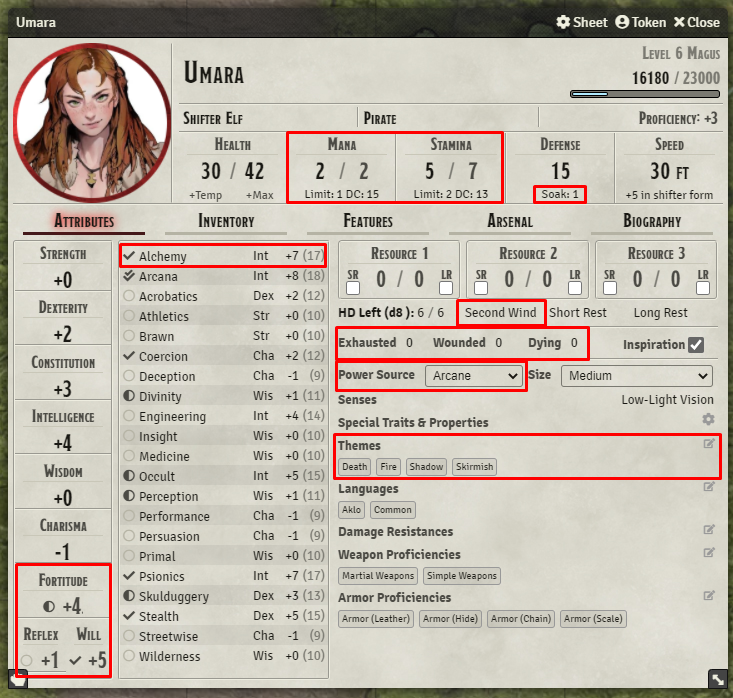 Umara
Sheet Token Close
Umara
Level 6 Magus
16180 / 23000
Shifter Elf Pirate Proficiency: +3
Health Mana Stamina Defense Speed
30 / 42 2 / 2 5 / 7 15 30 ft
+Temp +Max Limit: 1 DC: 15 Limit: 2 DC: 13 Soak: 1 +5 in shifter form
Attributes Inventory Features Arsenal Biography
Strength
+0
Dexterity
+2
Constitution
+3
Intelligence
+4
Wisdom
+0
Charisma
-1
Fortitude
+4
Reflex Will
+1 +5
Alchemy Int +7 (17)
Arcana Int +8 (18)
Acrobatics Dex +2 (12)
Athletics Str +0 (10)
Brawn Str +0 (10)
Coercion Cha +2 (12)
Deception Cha -1 (9)
Divinity Wis +1 (11)
Engineering Int +4 (14)
Insight Wis +0 (10)
Medicine Wis +0 (10)
Occult Int +5 (15)
Perception Wis +1 (11)
Performance Cha -1 (9)
Persuasion Cha -1 (9)
Primal Wis +0 (10)
Psionics Int +7 (17)
Skulduggery Dex +3 (13)
Stealth Dex +5 (15)
Streetwise Cha -1 (9)
Wilderness Wis +0 (10)
Resource 1 Resource 2 Resource 3
SR 0 / 0 LR SR 0 / 0 LR SR 0 / 0 LR
HD Left (d8 ): 6 / 6 Second Wind Short Rest Long Rest
Exhausted 0 Wounded 0 Dying 0 Inspiration
Power Source Arcane Size Medium
Senses Low-Light Vision
Special Traits & Properties
Themes
Death Fire Shadow Skirmish
Languages
Aklo Common
Damage Resistances
Weapon Proficiencies
Martial Weapons Simple Weapons
Armor Proficiencies
Armor (Leather) Armor (Hide) Armor (Chain) Armor (Scale)